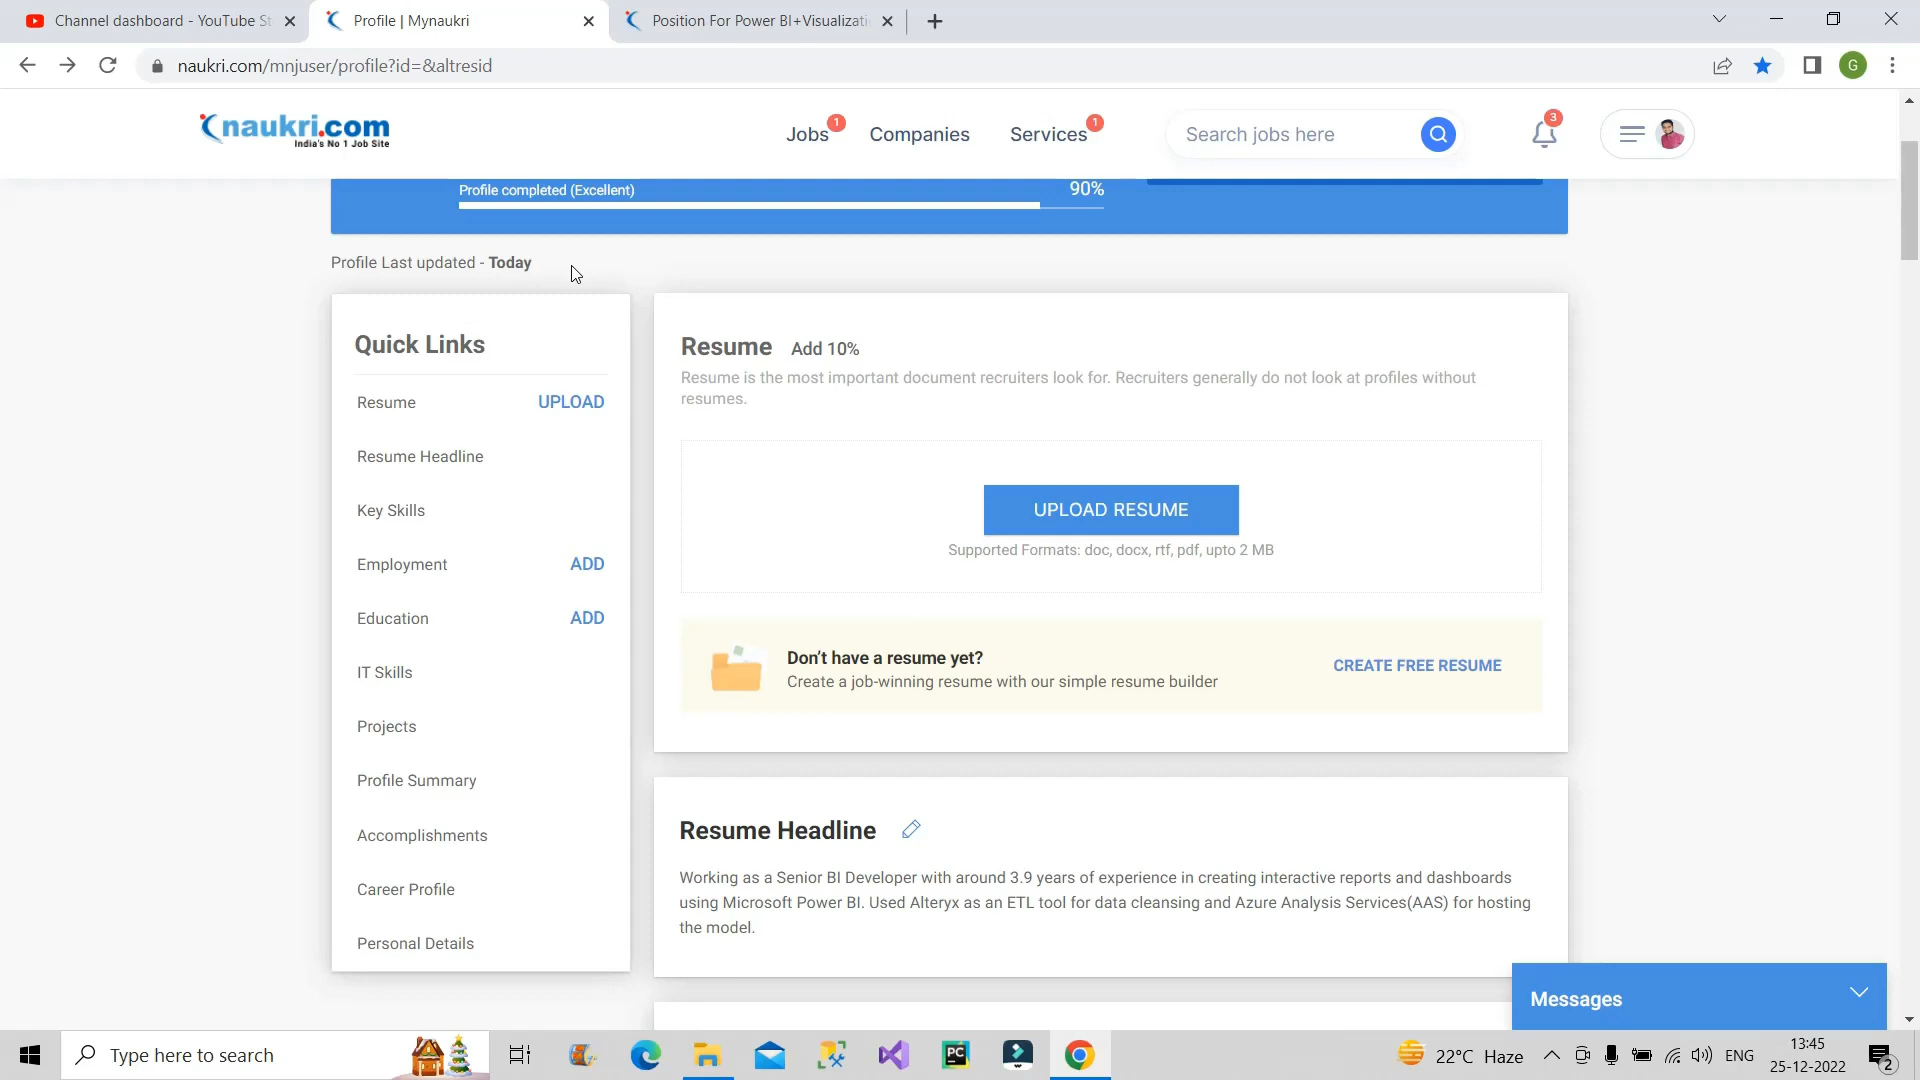 Channel dashboard - YouTube St
Profile | Mynaukri
Position For Power BI+Visualizati
naukri.com/mnjuser/profile?id=&altresid
G
naukri.com
India's No 1 Job Site
Jobs 1
Companies
Services 1
Search jobs here
3
Profile completed (Excellent) 90%
Profile Last updated - Today
Quick Links
Resume UPLOAD
Resume Headline
Key Skills
Employment ADD
Education ADD
IT Skills
Projects
Profile Summary
Accomplishments
Career Profile
Personal Details
Resume Add 10%
Resume is the most important document recruiters look for. Recruiters generally do not look at profiles without
resumes.
UPLOAD RESUME
Supported Formats: doc, docx, rtf, pdf, upto 2 MB
Don't have a resume yet?
Create a job-winning resume with our simple resume builder
CREATE FREE RESUME
Resume Headline
Working as a Senior BI Developer with around 3.9 years of experience in creating interactive reports and dashboards
using Microsoft Power BI. Used Alteryx as an ETL tool for data cleansing and Azure Analysis Services(AAS) for hosting
the model.
Messages
Type here to search
PC
22°C Haze
ENG
13:45
25-12-2022
2